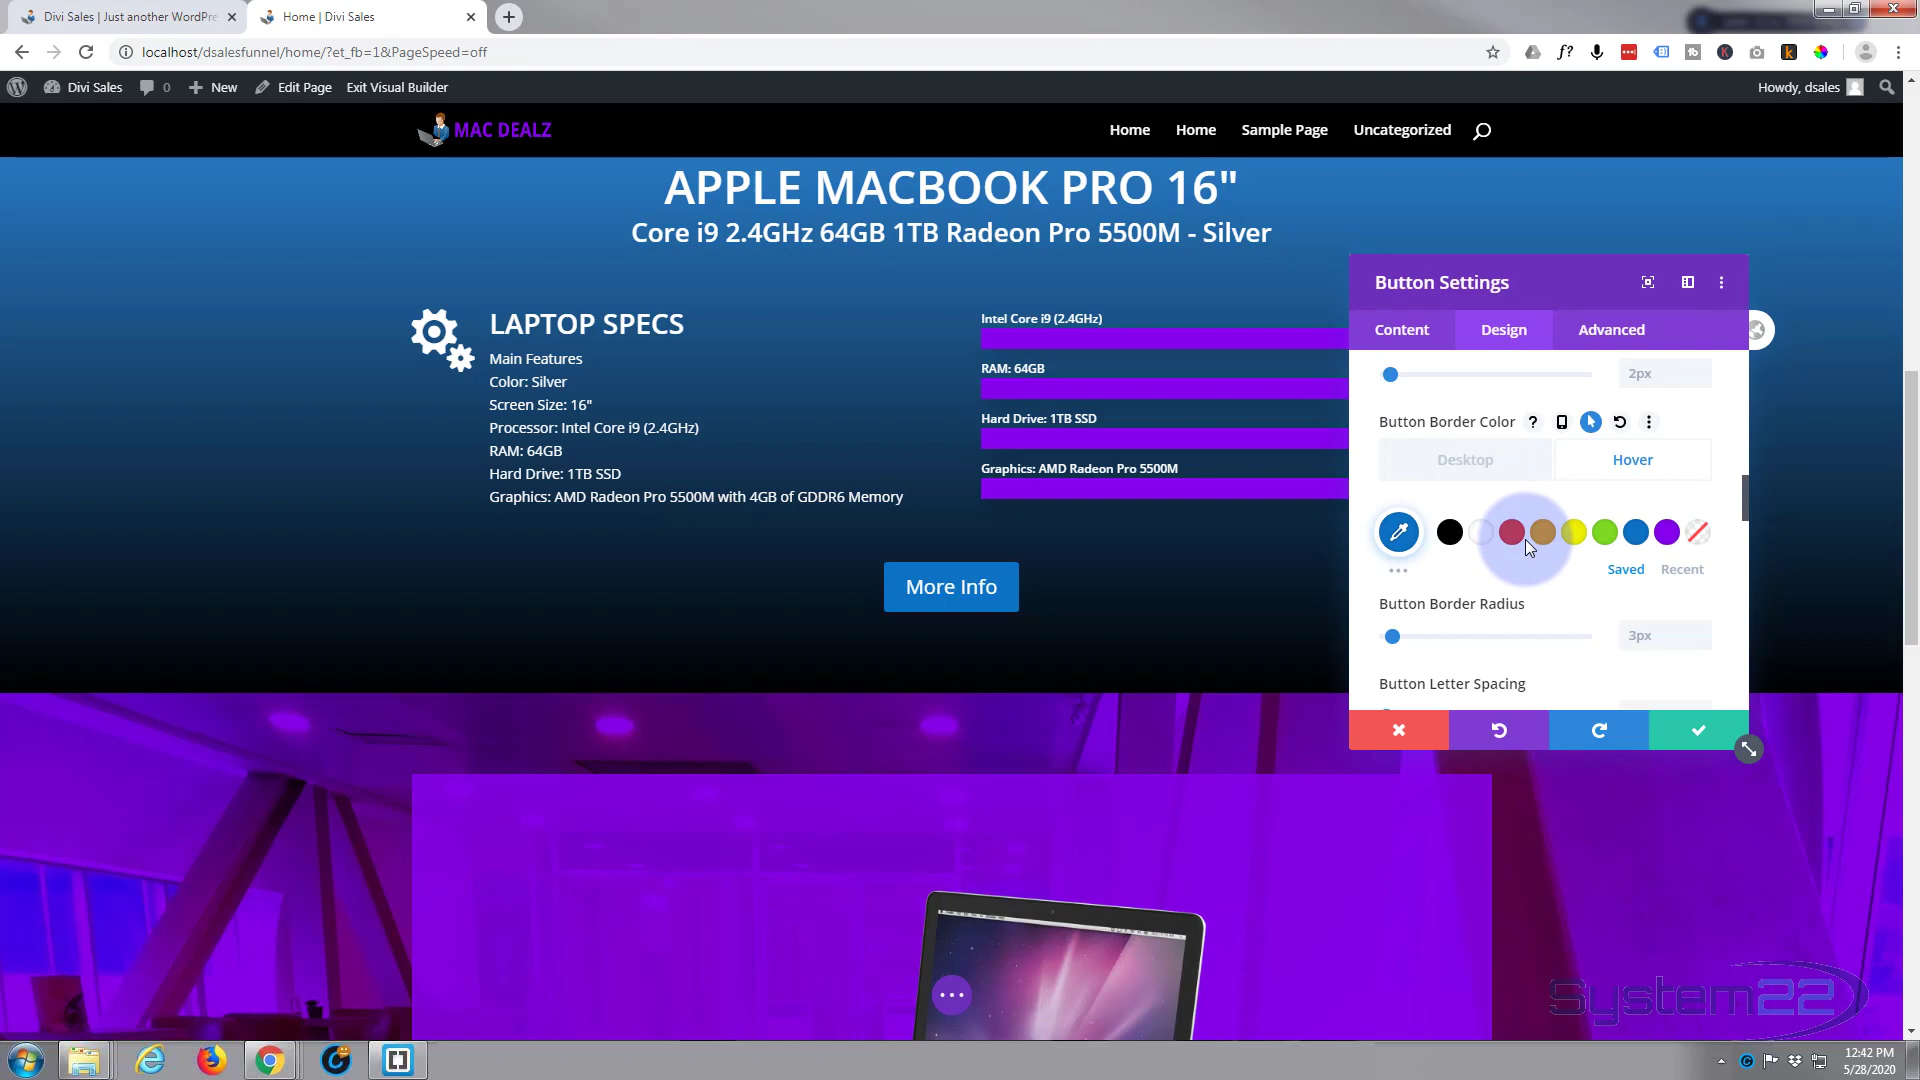 Divi Sales | Just another WordPre
Home | Divi Sales
localhost/dsalesfunnel/home/?et_fb=1&PageSpeed=off
Divi Sales
0
New
Edit Page
Exit Visual Builder
Howdy, dsales
MAC DEALZ
Home
Home
Sample Page
Uncategorized
APPLE MACBOOK PRO 16"
Core i9 2.4GHz 64GB 1TB Radeon Pro 5500M - Silver
LAPTOP SPECS
Main Features
Color: Silver
Screen Size: 16"
Processor: Intel Core i9 (2.4GHz)
RAM: 64GB
Hard Drive: 1TB SSD
Graphics: AMD Radeon Pro 5500M with 4GB of GDDR6 Memory
Intel Core i9 (2.4GHz)
RAM: 64GB
Hard Drive: 1TB SSD
Graphics: AMD Radeon Pro 5500M
More Info
Button Settings
Content
Design
Advanced
2px
Button Border Color
Desktop
Hover
Saved
Recent
Button Border Radius
3px
Button Letter Spacing
System22
12:42 PM
5/28/2020